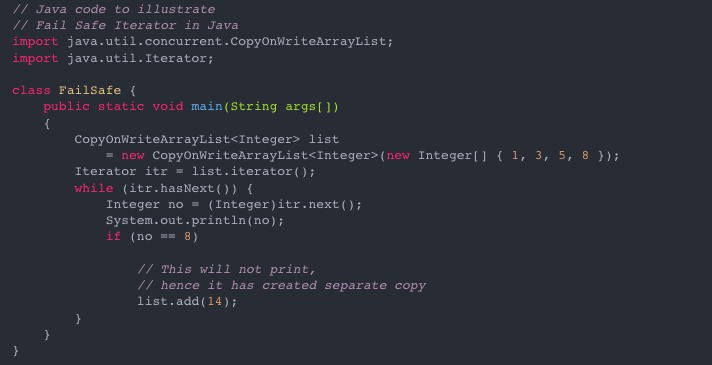 // Java code to illustrate
// Fail Safe Iterator in Java
import java.util.concurrent.CopyOnWriteArrayList;
import java.util.Iterator;

class FailSafe {
    public static void main(String args[])
    {
        CopyOnWriteArrayList<Integer> list
            = new CopyOnWriteArrayList<Integer>(new Integer[] { 1, 3, 5, 8 });
        Iterator itr = list.iterator();
        while (itr.hasNext()) {
            Integer no = (Integer)itr.next();
            System.out.println(no);
            if (no == 8)

                // This will not print,
                // hence it has created separate copy
                list.add(14);
        }
    }
}